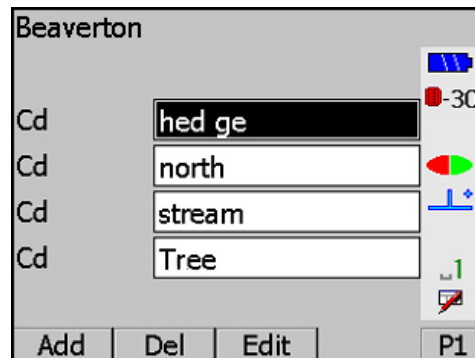 Beaverton
-30
Cd hed ge
Cd north
Cd stream
Cd Tree
1
Add Del Edit P1